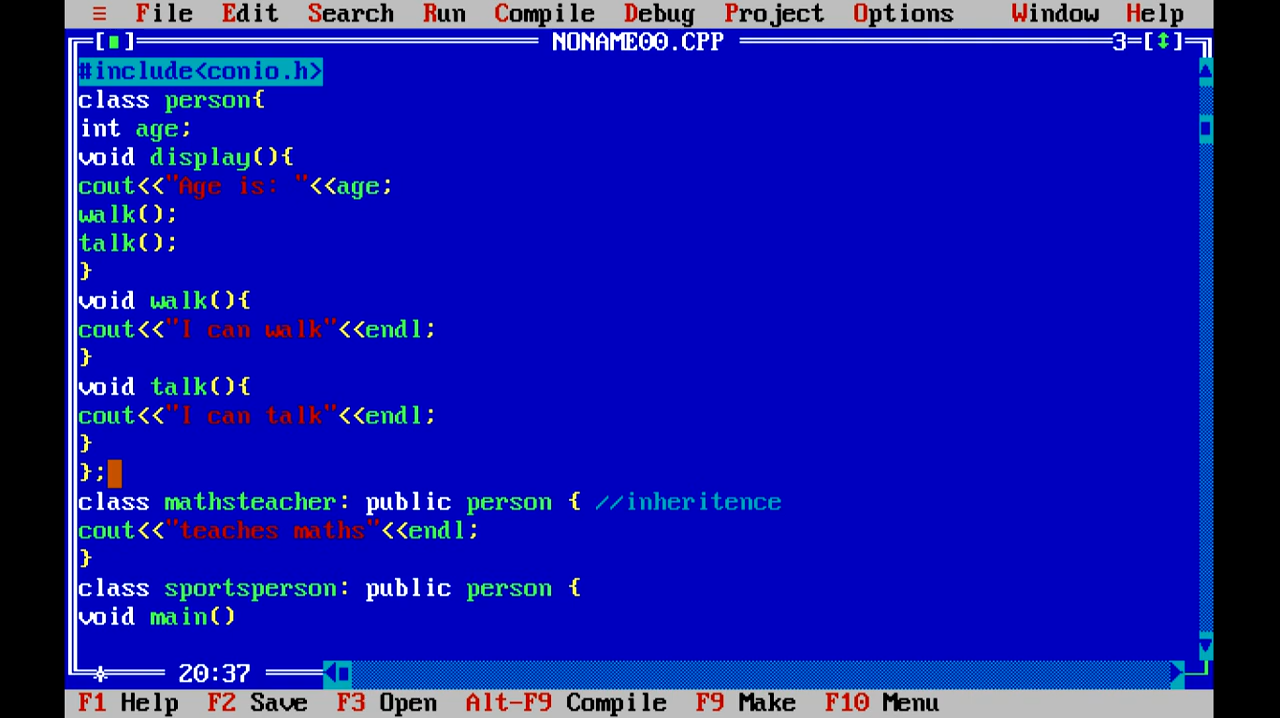 ≡ File Edit Search Run Compile Debug Project Options Window Help
[■] NONAME00.CPP 3=[↕]
#include<conio.h>
class person{
int age;
void display(){
cout<<"Age is: "<<age;
walk();
talk();
}
void walk(){
cout<<"I can walk"<<endl;
}
void talk(){
cout<<"I can talk"<<endl;
}
};
class mathsteacher: public person { //inheritence
cout<<"teaches maths"<<endl;
}
class sportsperson: public person {
void main()
20:37
F1 Help F2 Save F3 Open Alt-F9 Compile F9 Make F10 Menu